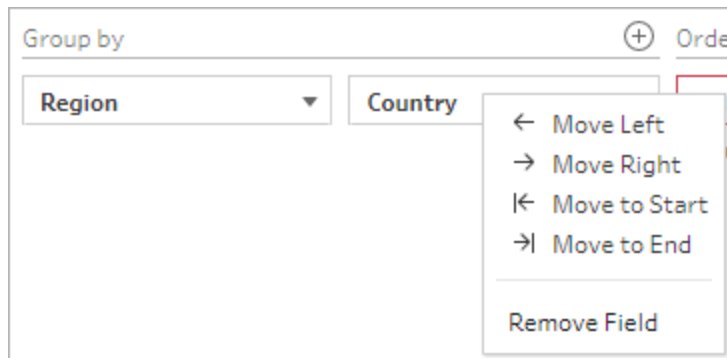 Group by
Orde
Region
Country
Move Left
Move Right
Move to Start
Move to End
Remove Field